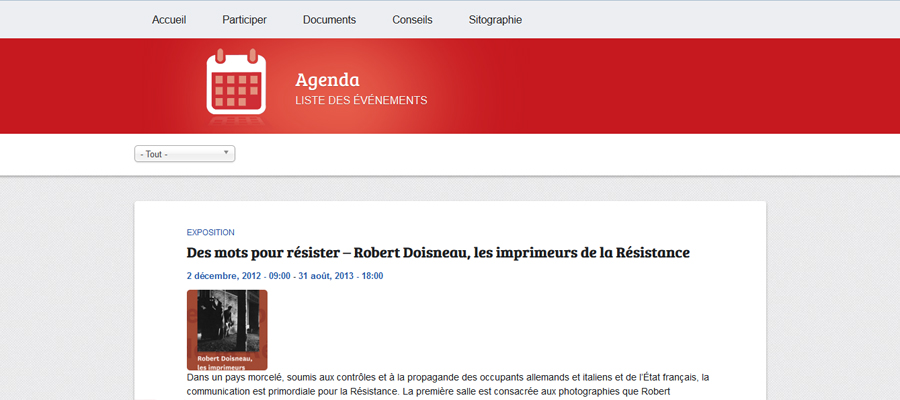 Accueil Participer Documents Conseils Sitographie
Agenda
LISTE DES ÉVÉNEMENTS
- Tout -
EXPOSITION
Des mots pour résister – Robert Doisneau, les imprimeurs de la Résistance
2 décembre, 2012 - 09:00 - 31 août, 2013 - 18:00
Robert Doisneau,
les imprimeurs
Dans un pays morcelé, soumis aux contrôles et à la propagande des occupants allemands et italiens et de l'État français, la
communication est primordiale pour la Résistance. La première salle est consacrée aux photographies que Robert